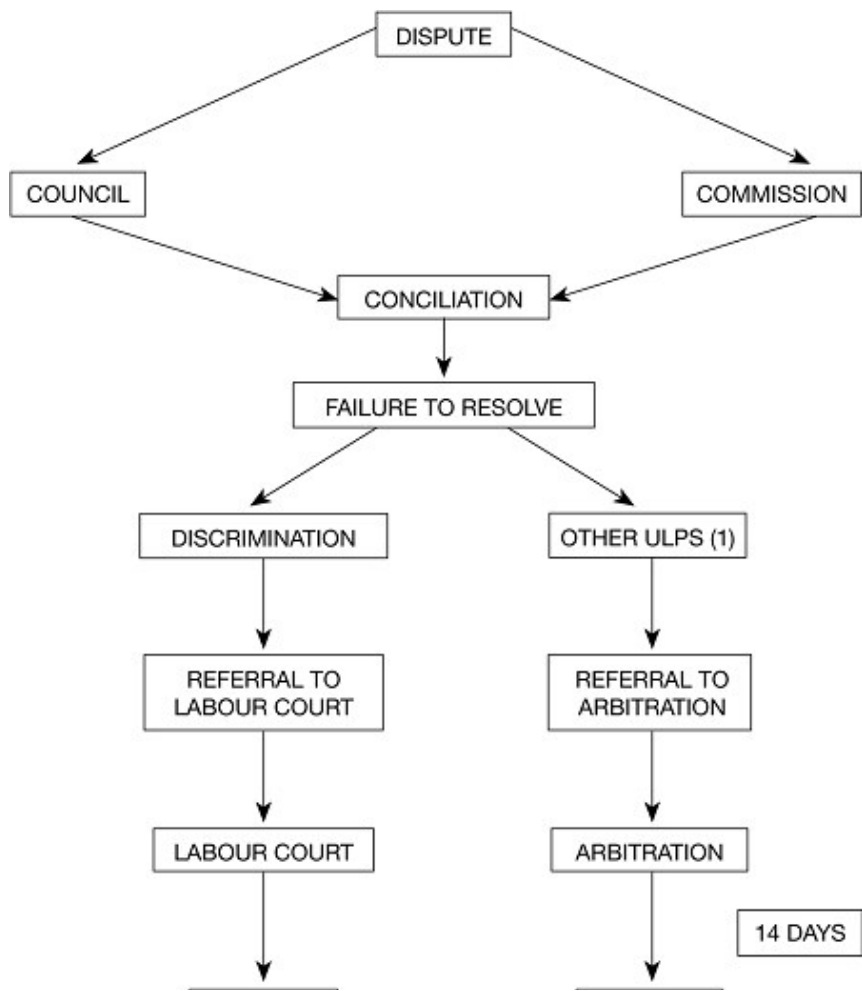 DISPUTE
COUNCIL
COMMISSION
CONCILIATION
FAILURE TO RESOLVE
DISCRIMINATION
OTHER ULPS (1)
REFERRAL TO
LABOUR COURT
REFERRAL TO
ARBITRATION
LABOUR COURT
ARBITRATION
14 DAYS